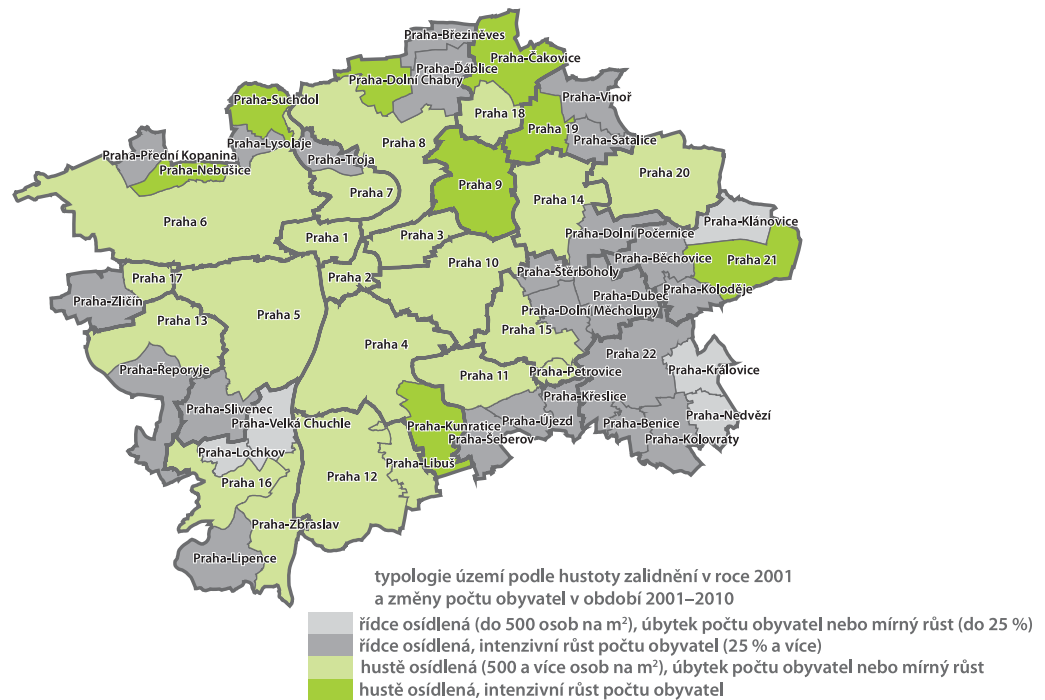 Praha-Březiněves
Praha-Čakovice
Praha-Ďáblice
Praha-Dolní Chabry
Praha-Suchdol
Praha-Vinoř
Praha 18
Praha 19
Praha-Satalice
Praha-Lysolaje
Praha 8
Praha-Přední Kopanina
Praha-Troja
Praha-Nebušice
Praha 20
Praha 9
Praha 7
Praha 14
Praha 6
Praha-Klánovice
Praha 3
Praha 1
Praha-Dolní Počernice
Praha-Běchovice
Praha 21
Praha 10
Praha 2
Praha-Štěrboholy
Praha 17
Praha-Koloděje
Praha-Dubeč
Praha-Zličín
Praha-Dolní Měcholupy
Praha 5
Praha 13
Praha 15
Praha 4
Praha 22
Praha-Řeporyje
Praha-Petrovice
Praha-Královice
Praha 11
Praha-Křeslice
Praha-Slivenec
Praha-Nedvězí
Praha-Velká Chuchle
Praha-Újezd
Praha-Benice
Praha-Kunratice
Praha-Šeberov
Praha-Kolovraty
Praha-Lochkov
Praha-Libuš
Praha 12
Praha 16
Praha-Zbraslav
Praha-Lipence
typologie území podle hustoty zalidnění v roce 2001
a změny počtu obyvatel v období 2001–2010
řídce osídlená (do 500 osob na m²), úbytek počtu obyvatel nebo mírný růst (do 25 %)
řídce osídlená, intenzivní růst počtu obyvatel (25 % a více)
hustě osídlená (500 a více osob na m²), úbytek počtu obyvatel nebo mírný růst
hustě osídlená, intenzivní růst počtu obyvatel